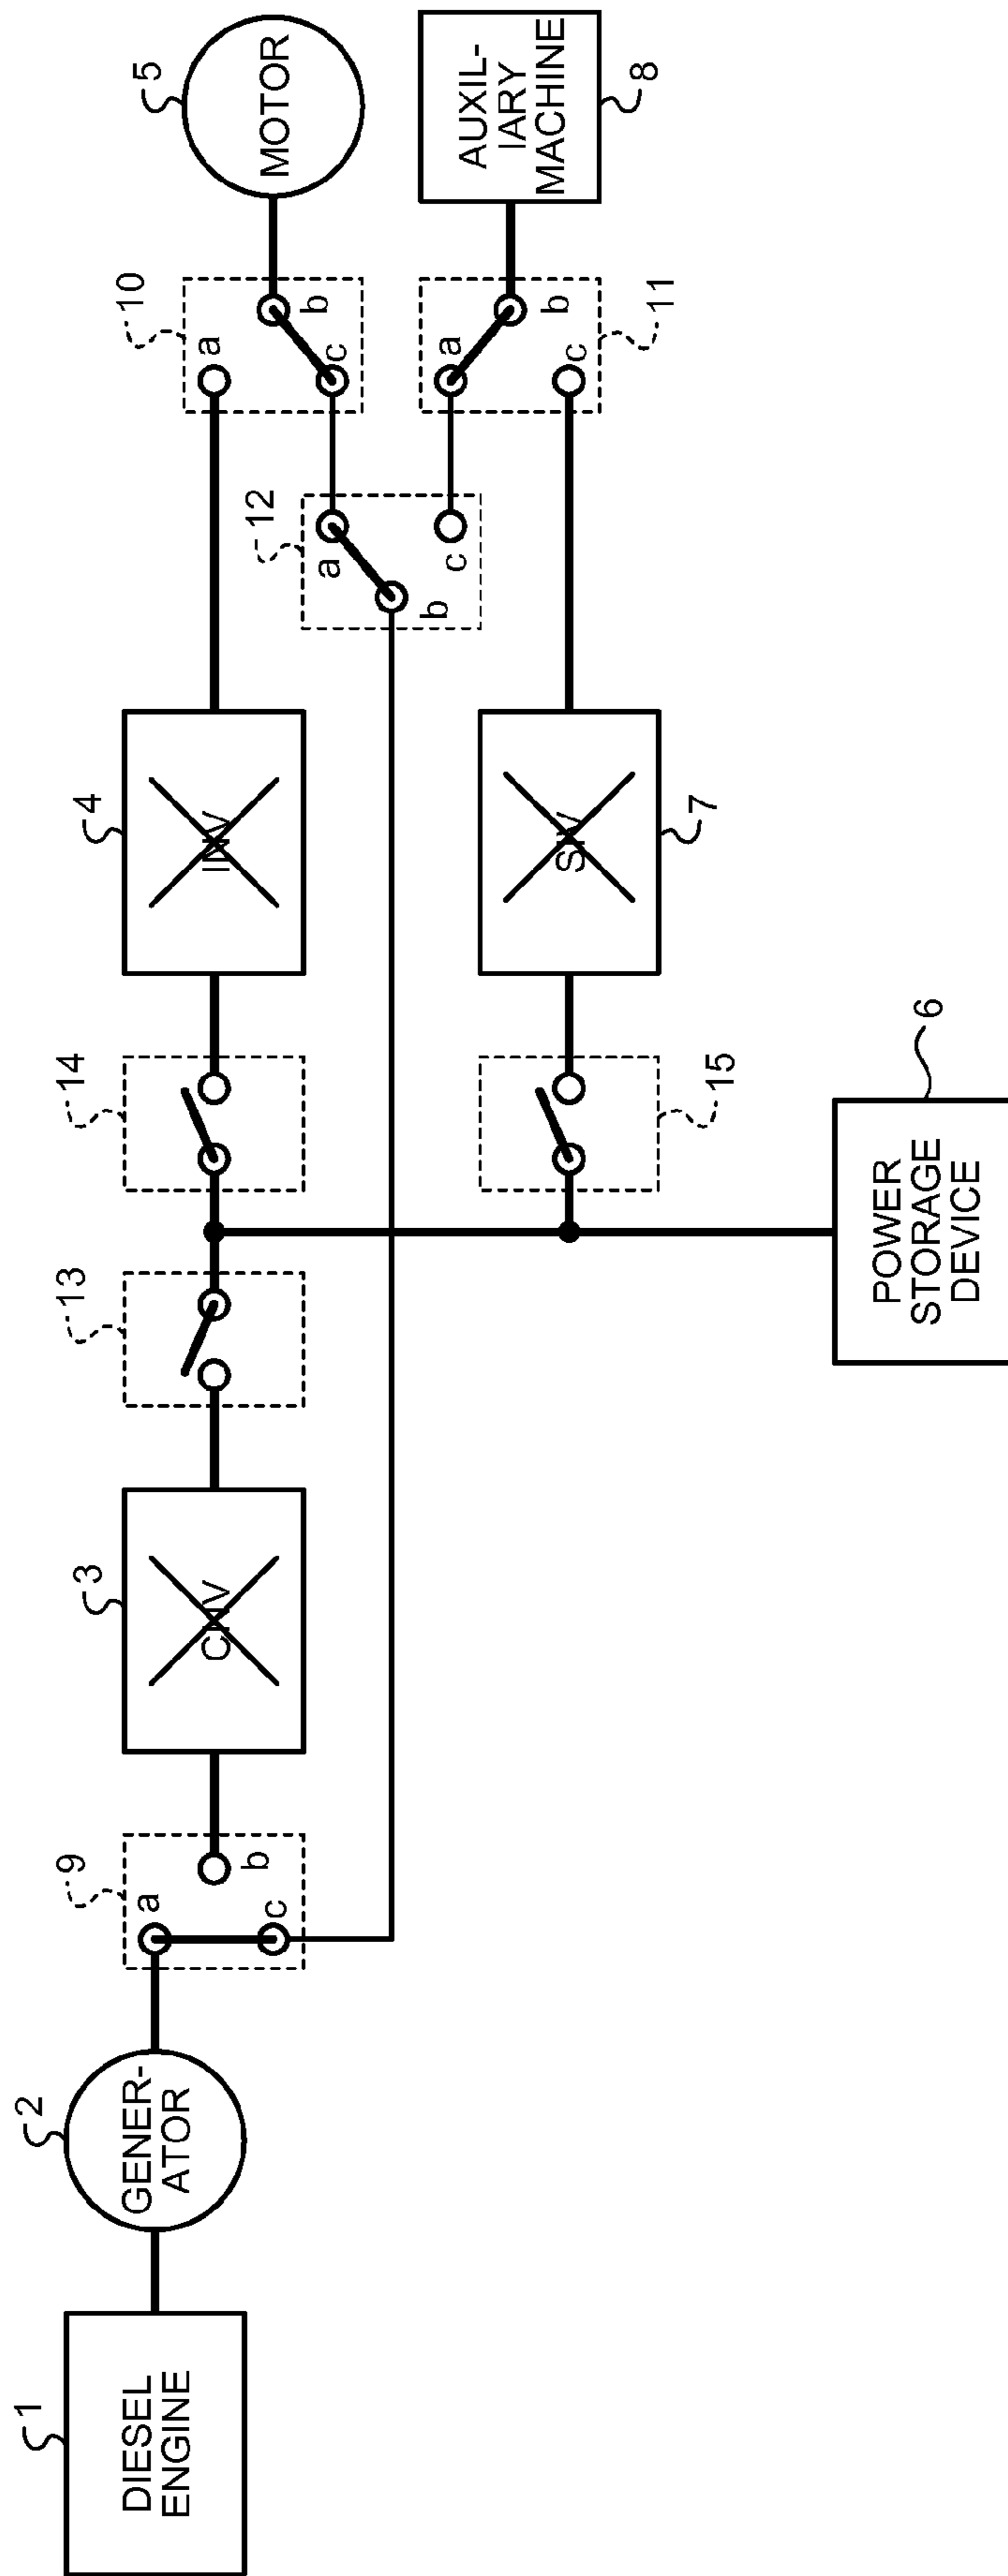 1
DIESEL
ENGINE
2
GENER-
ATOR
9
a
b
c
3
CNV
13
14
4
INV
10
a
b
c
5
MOTOR
12
a
b
c
11
a
b
c
8
AUXIL-
IARY
MACHINE
15
7
SIV
6
POWER
STORAGE
DEVICE